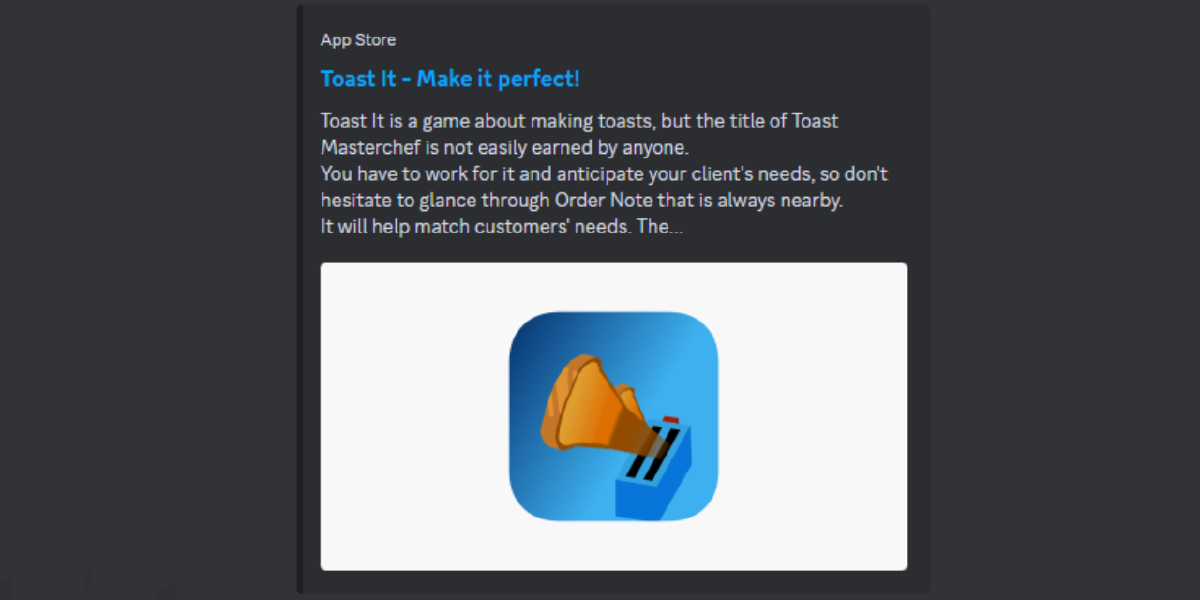 App Store
Toast It - Make it perfect!
Toast It is a game about making toasts, but the title of Toast
Masterchef is not easily earned by anyone.
You have to work for it and anticipate your client's needs, so don't
hesitate to glance through Order Note that is always nearby.
It will help match customers' needs. The...